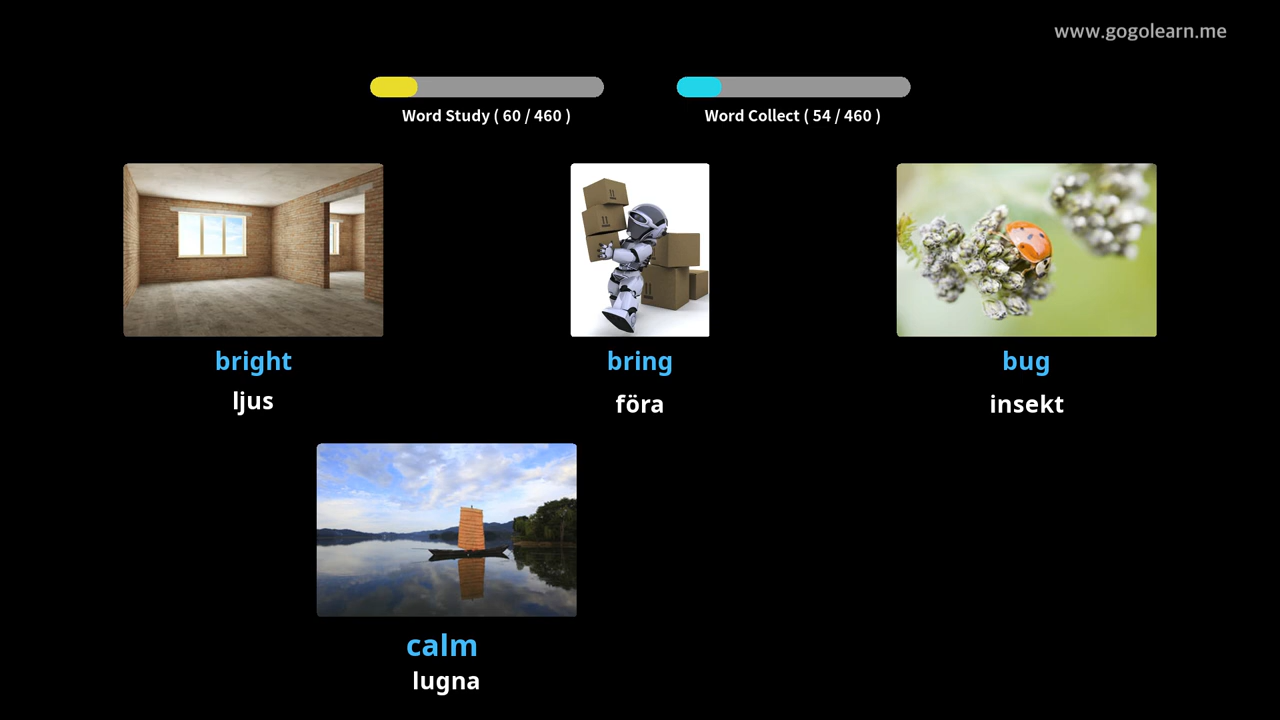 www.gogolearn.me
Word Study ( 60 / 460 )
Word Collect ( 54 / 460 )
bright
bring
bug
ljus
föra
insekt
calm
lugna